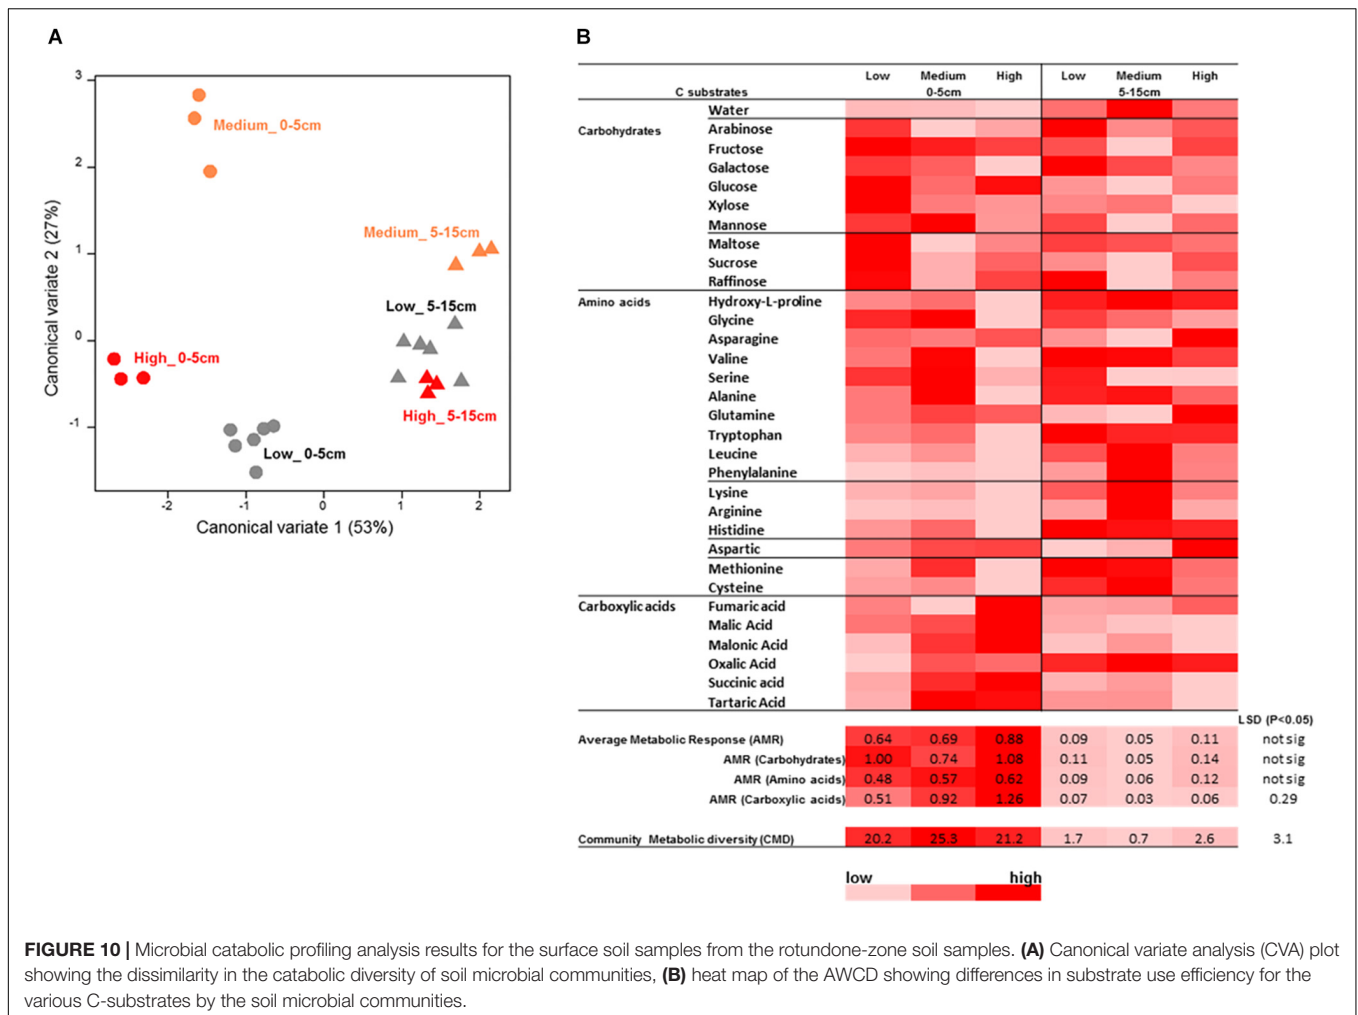 A
3
2
1
0
-1
-2
-1
0
1
2
Canonical variate 2 (27%)
Canonical variate 1 (53%)
Medium_ 0-5cm
Medium_ 5-15cm
Low_ 5-15cm
High_ 0-5cm
High_ 5-15cm
Low_ 0-5cm
B
Low Medium High Low Medium High
C substrates 0-5cm 5-15cm
Water
Carbohydrates Arabinose
Fructose
Galactose
Glucose
Xylose
Mannose
Maltose
Sucrose
Raffinose
Amino acids Hydroxy-L-proline
Glycine
Asparagine
Valine
Serine
Alanine
Glutamine
Tryptophan
Leucine
Phenylalanine
Lysine
Arginine
Histidine
Aspartic
Methionine
Cysteine
Carboxylic acids Fumaric acid
Malic Acid
Malonic Acid
Oxalic Acid
Succinic acid
Tartaric Acid
LSD (P<0.05)
Average Metabolic Response (AMR) 0.64 0.69 0.88 0.09 0.05 0.11 not sig
AMR (Carbohydrates) 1.00 0.74 1.08 0.11 0.05 0.14 not sig
AMR (Amino acids) 0.48 0.57 0.62 0.09 0.06 0.12 not sig
AMR (Carboxylic acids) 0.51 0.92 1.26 0.07 0.03 0.06 0.29
Community Metabolic diversity (CMD) 20.2 25.3 21.2 1.7 0.7 2.6 3.1
low high
FIGURE 10 | Microbial catabolic profiling analysis results for the surface soil samples from the rotundone-zone soil samples. (A) Canonical variate analysis (CVA) plot
showing the dissimilarity in the catabolic diversity of soil microbial communities, (B) heat map of the AWCD showing differences in substrate use efficiency for the
various C-substrates by the soil microbial communities.